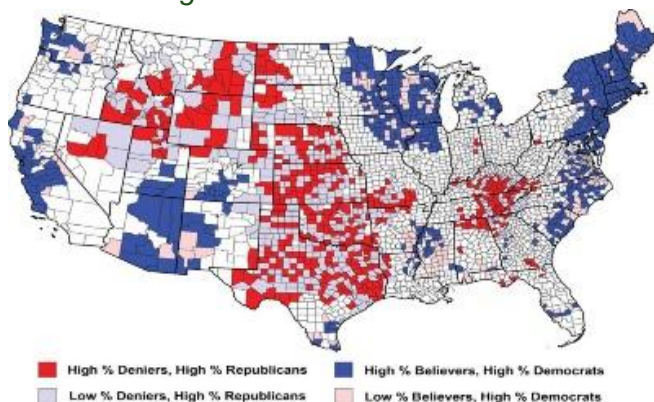 High % Deniers, High % Republicans
High % Believers, High % Democrats
Low % Deniers, High % Republicans
Low % Believers, High % Democrats